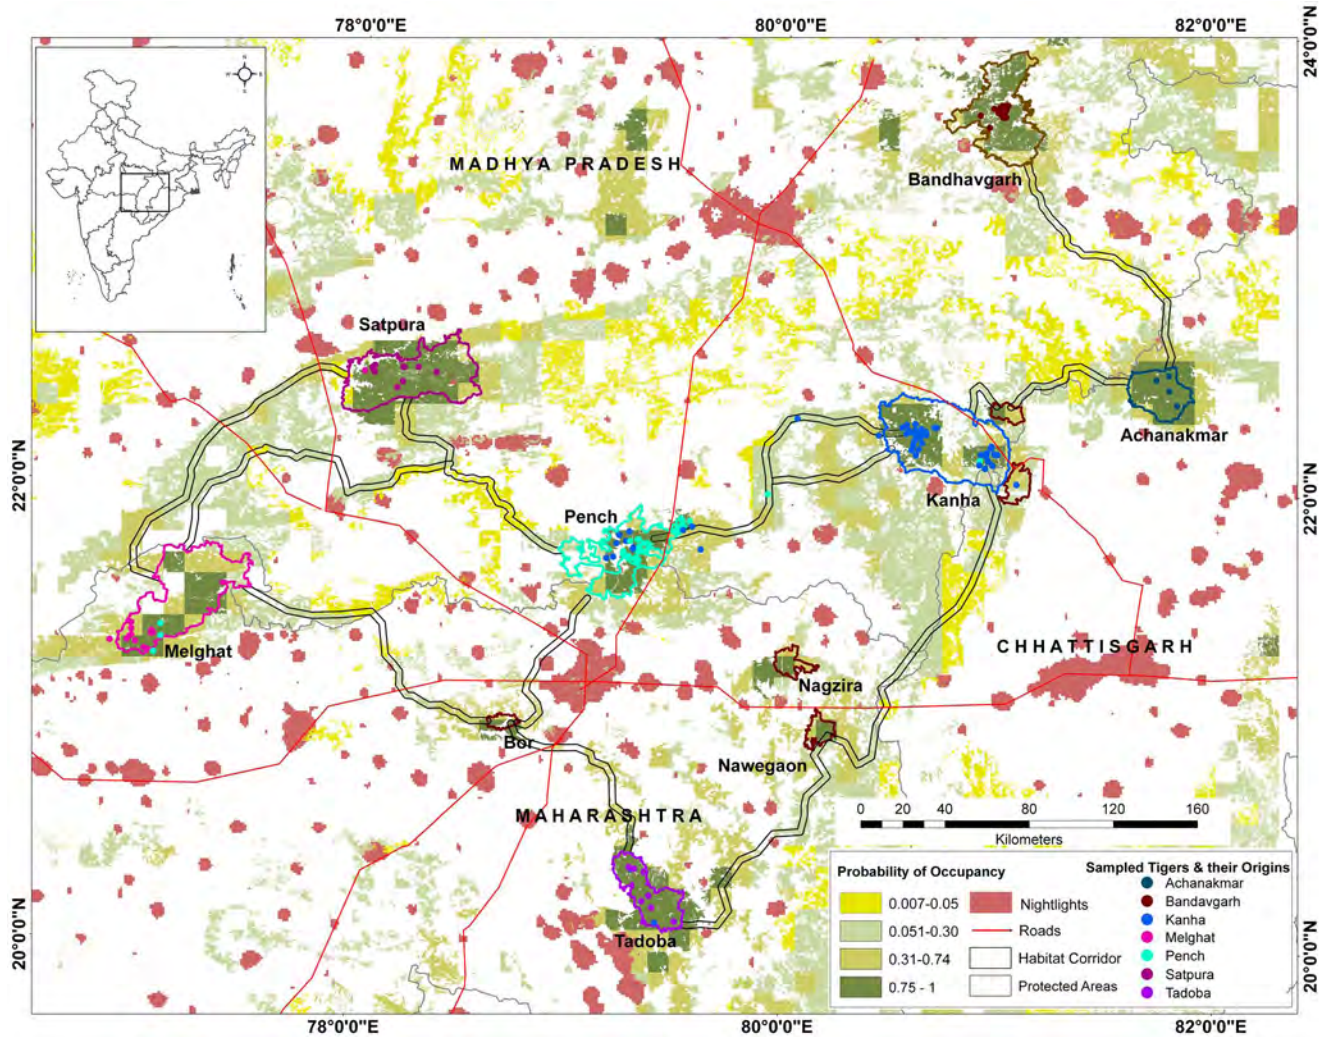 78°0'0"E 80°0'0"E 82°0'0"E
24°0'0"N
MADHYA PRADESH
Bandhavgarh
Satpura
Achanakmar
22°0'0"N
22°0'0"N
Kanha
Pench
Melghat
CHHATTISGARH
Nagzira
Bor
Nawegaon
MAHARASHTRA
0 20 40 80 120 160
Kilometers
Tadoba
Probability of Occupancy
0.007-0.05
0.051-0.30
0.31-0.74
0.75 - 1
Nightlights
Roads
Habitat Corridor
Protected Areas
Sampled Tigers & their Origins
Achanakmar
Bandavgarh
Kanha
Melghat
Pench
Satpura
Tadoba
20°0'0"N
20°0'0"N
78°0'0"E 80°0'0"E 82°0'0"E